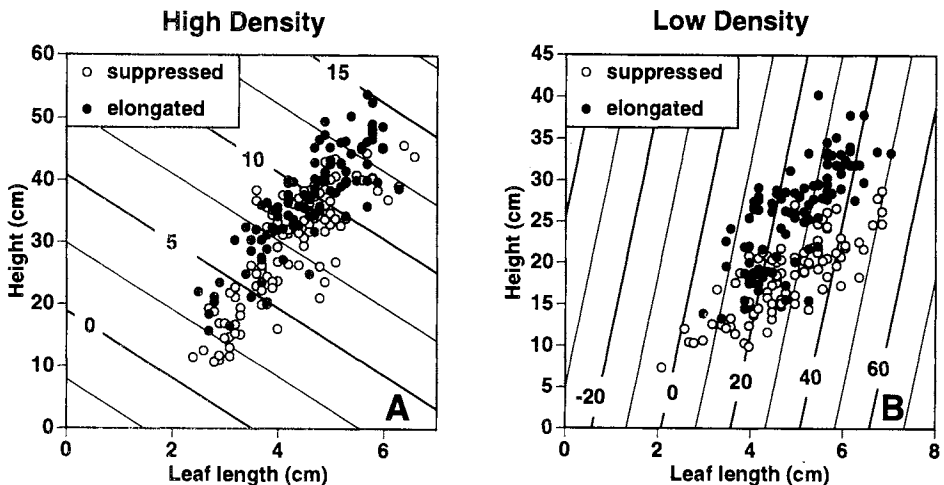 High Density
Low Density
60
50
40
30
20
10
0
Height (cm)
suppressed
elongated
15
10
5
0
A
0
2
4
6
Leaf length (cm)
45
40
35
30
25
20
15
10
5
0
Height (cm)
suppressed
elongated
-20
0
20
40
60
B
0
2
4
6
8
Leaf length (cm)